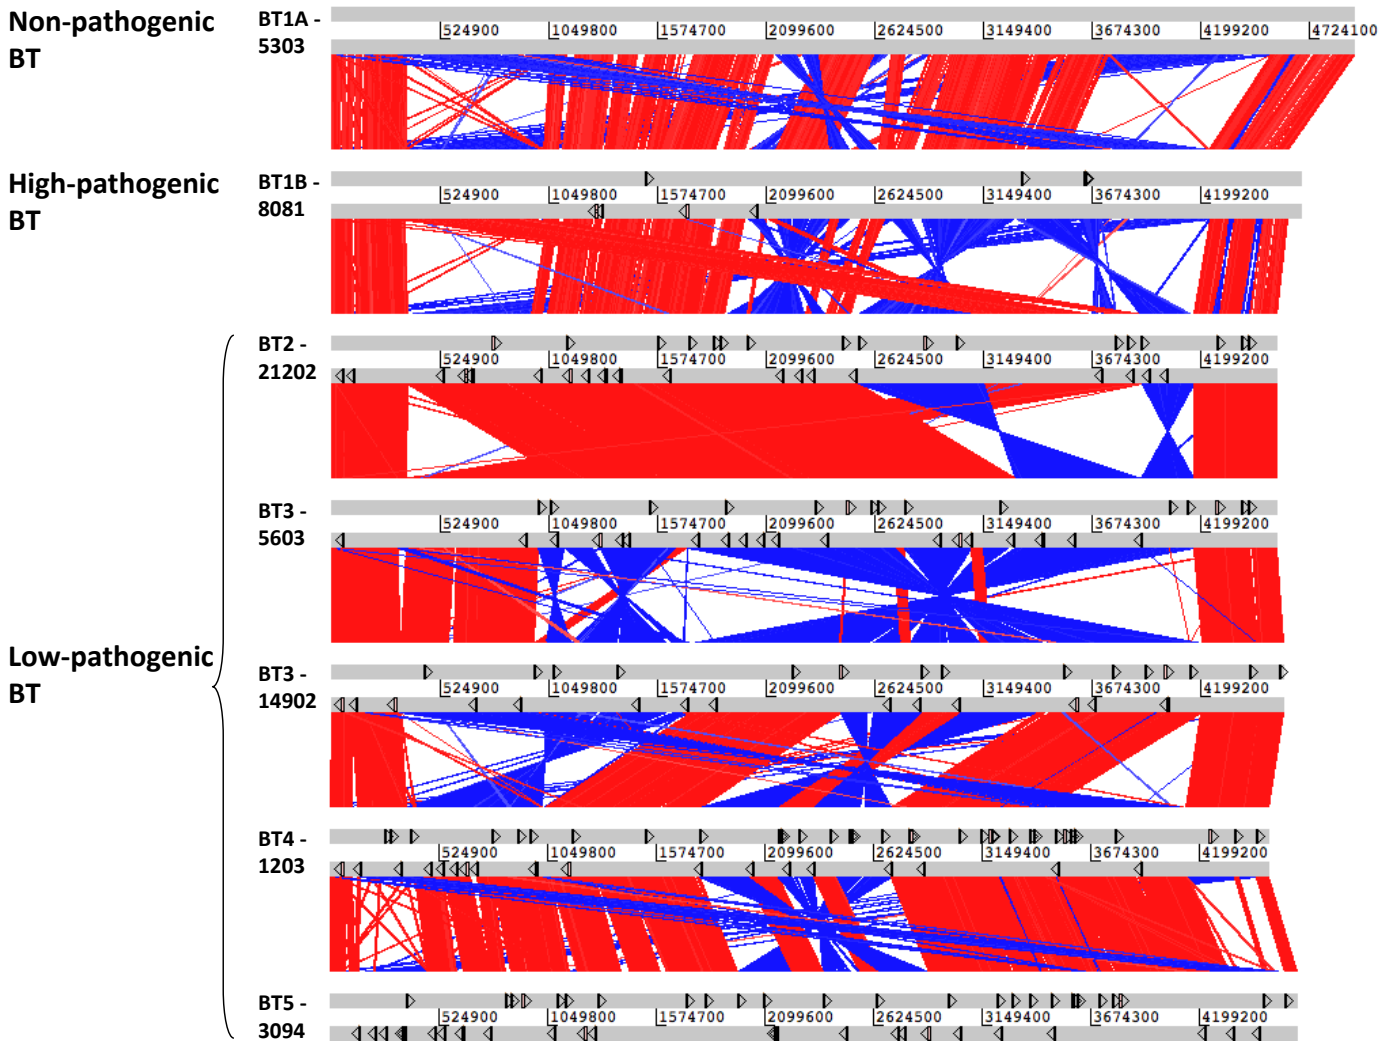 Non-pathogenic
BT
BT1A -
5303
524900 1049800 1574700 2099600 2624500 3149400 3674300 4199200 4724100
High-pathogenic
BT
BT1B -
8081
524900 1049800 1574700 2099600 2624500 3149400 3674300 4199200
BT2 -
21202
524900 1049800 1574700 2099600 2624500 3149400 3674300 4199200
BT3 -
5603
524900 1049800 1574700 2099600 2624500 3149400 3674300 4199200
Low-pathogenic
BT
BT3 -
14902
524900 1049800 1574700 2099600 2624500 3149400 3674300 4199200
BT4 -
1203
524900 1049800 1574700 2099600 2624500 3149400 3674300 4199200
BT5 -
3094
524900 1049800 1574700 2099600 2624500 3149400 3674300 4199200